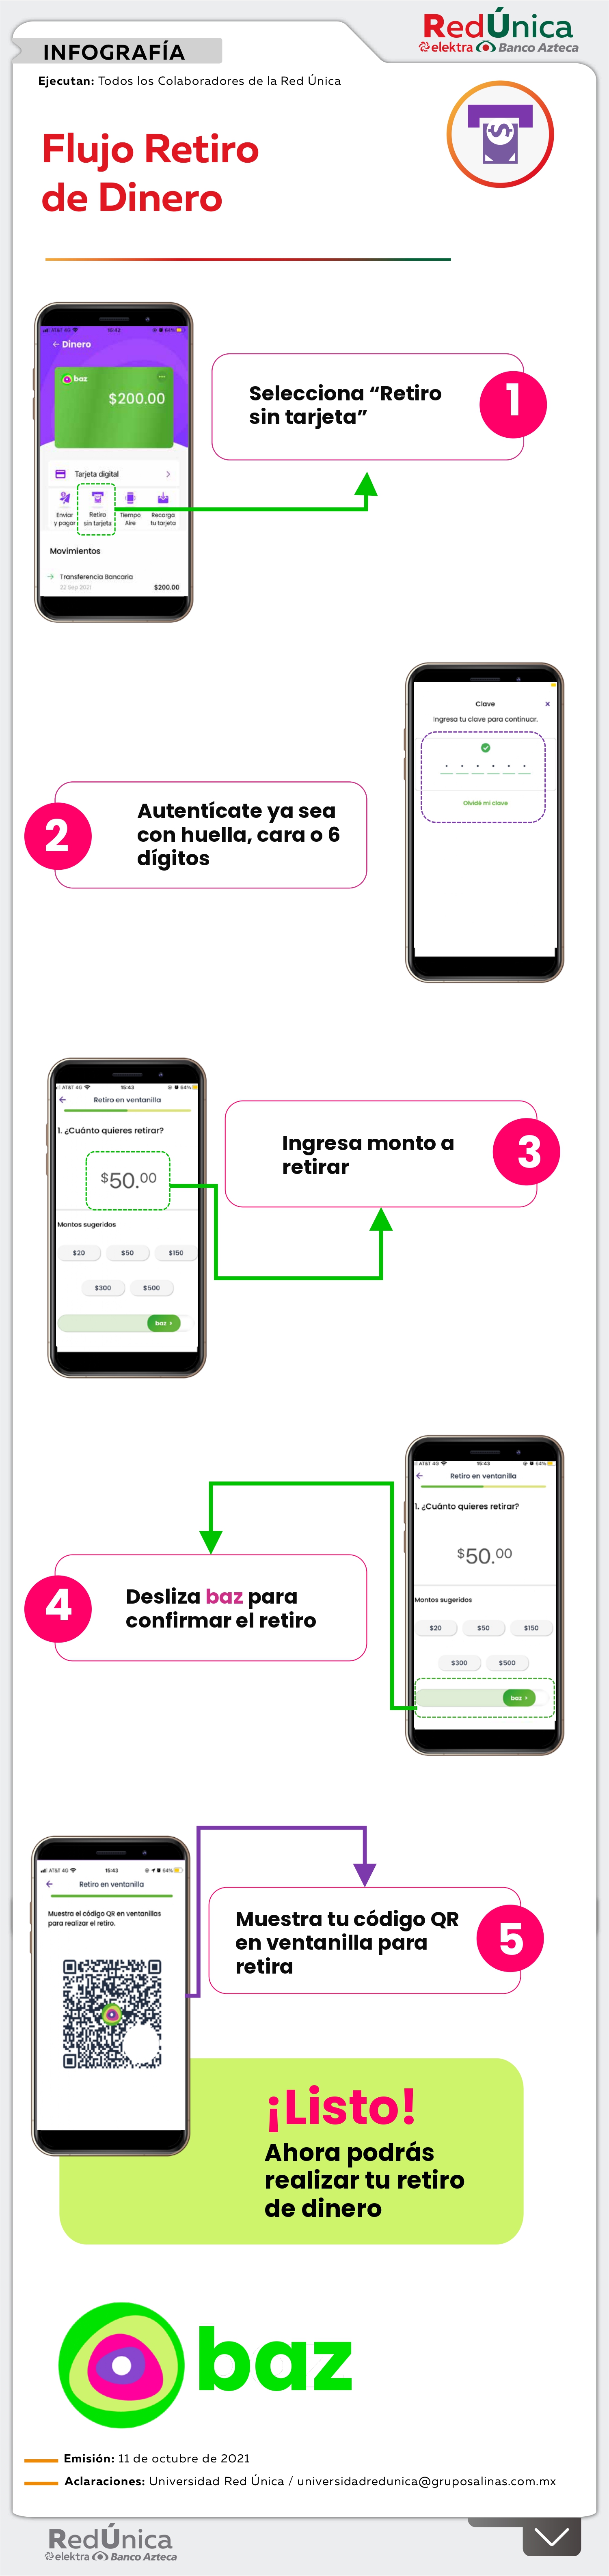 RedÚnica
elektra Banco Azteca
INFOGRAFÍA
Ejecutan: Todos los Colaboradores de la Red Única
Flujo Retiro
de Dinero
AT&T 4G 15:43 64%
← Dinero
baz
$200.00
Tarjeta digital
Enviar
y pagar
Retiro
sin tarjeta
Tiempo
Aire
Recarga
tu tarjeta
Movimientos
Transferencia Bancaria
22 Sep 2021 $200.00
Selecciona “Retiro
sin tarjeta”
1
Clave x
Ingresa tu clave para continuar.
Olvidé mi clave
2
Autentícate ya sea
con huella, cara o 6
dígitos
AT&T 4G 15:43 64%
Retiro en ventanilla
1. ¿Cuánto quieres retirar?
$50.00
Montos sugeridos
$20 $50 $150
$300 $500
baz >
Ingresa monto a
retirar
3
AT&T 4G 15:43 64%
Retiro en ventanilla
1. ¿Cuánto quieres retirar?
$50.00
Montos sugeridos
$20 $50 $150
$300 $500
baz >
4
Desliza baz para
confirmar el retiro
AT&T 4G 15:43 64%
Retiro en ventanilla
Muestra el código QR en ventanillas
para realizar el retiro.
Muestra tu código QR
en ventanilla para
retira
5
¡Listo!
Ahora podrás
realizar tu retiro
de dinero
baz
Emisión: 11 de octubre de 2021
Aclaraciones: Universidad Red Única / universidadredunica@gruposalinas.com.mx
RedÚnica
elektra Banco Azteca